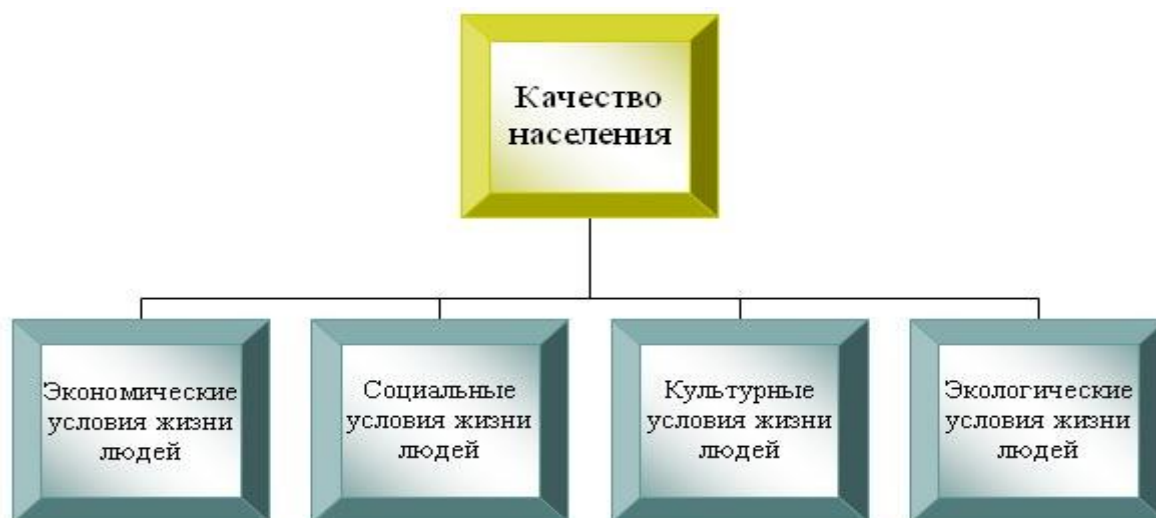 Качество
населения
Экономические
условия жизни
людей
Социальные
условия жизни
людей
Культурные
условия жизни
людей
Экологические
условия жизни
людей